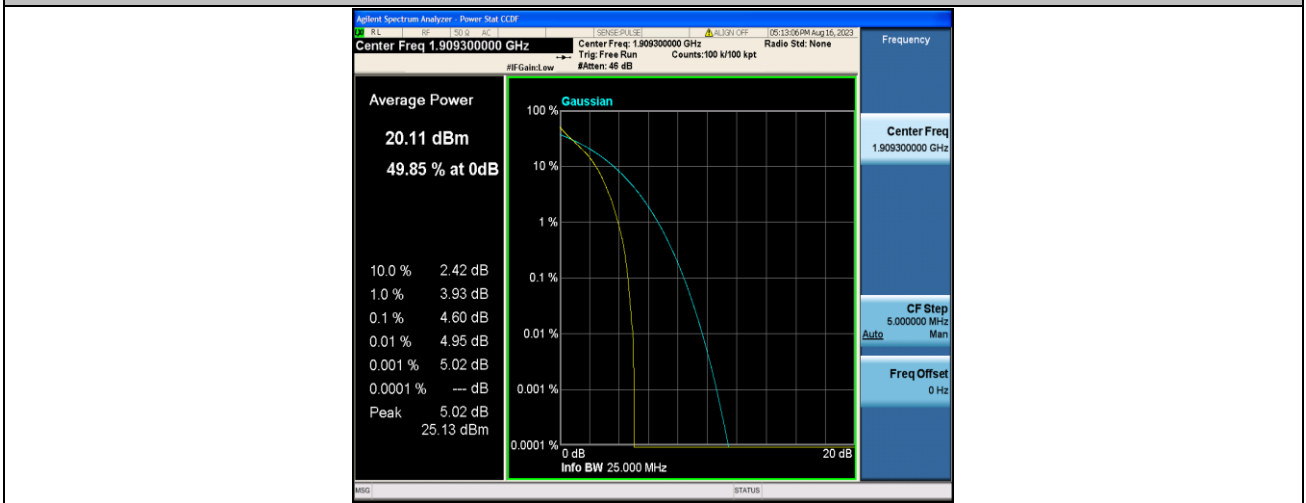 Agilent Spectrum Analyzer - Power Stat CCDF
RL RF 50 Ω AC SENSE:PULSE ALIGN OFF 05:13:06 PM Aug 16, 2023
Center Freq 1.909300000 GHz
Center Freq: 1.909300000 GHz Radio Std: None
Trig: Free Run Counts:100 k/100 kpt
#IFGain:Low #Atten: 46 dB
Frequency
Average Power
20.11 dBm
49.85 % at 0dB
10.0 % 2.42 dB
1.0 % 3.93 dB
0.1 % 4.60 dB
0.01 % 4.95 dB
0.001 % 5.02 dB
0.0001 % --- dB
Peak 5.02 dB
25.13 dBm
Gaussian
100 %
10 %
1 %
0.1 %
0.01 %
0.001 %
0.0001 %
0 dB 20 dB
Info BW 25.000 MHz
Center Freq
1.909300000 GHz
CF Step
5.000000 MHz
Auto Man
Freq Offset
0 Hz
MSG STATUS